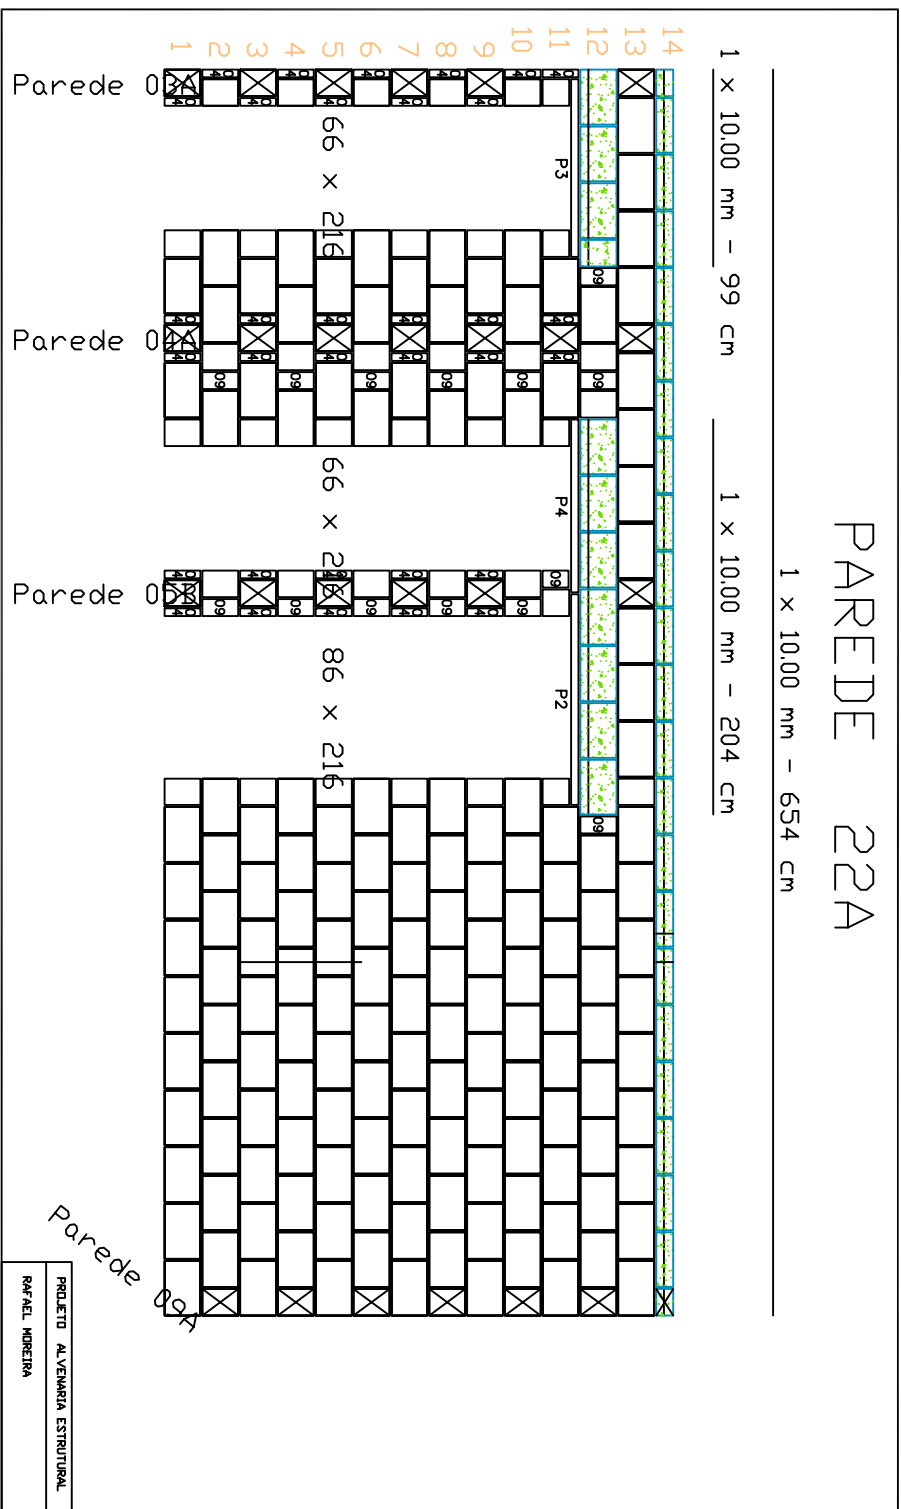 PAREDE 22A
1 x 10.00 mm - 654 cm
1 x 10.00 mm - 99 cm
1 x 10.00 mm - 204 cm
14
13
12
11
10
9
8
7
6
5
4
3
2
1
P3
P4
P2
66 x 216
66 x 216
86 x 216
Parede 03A
Parede 04A
Parede 05B
Parede 09A
PROJETO ALVENARIA ESTRUTURAL
RAFAEL MOREIRA